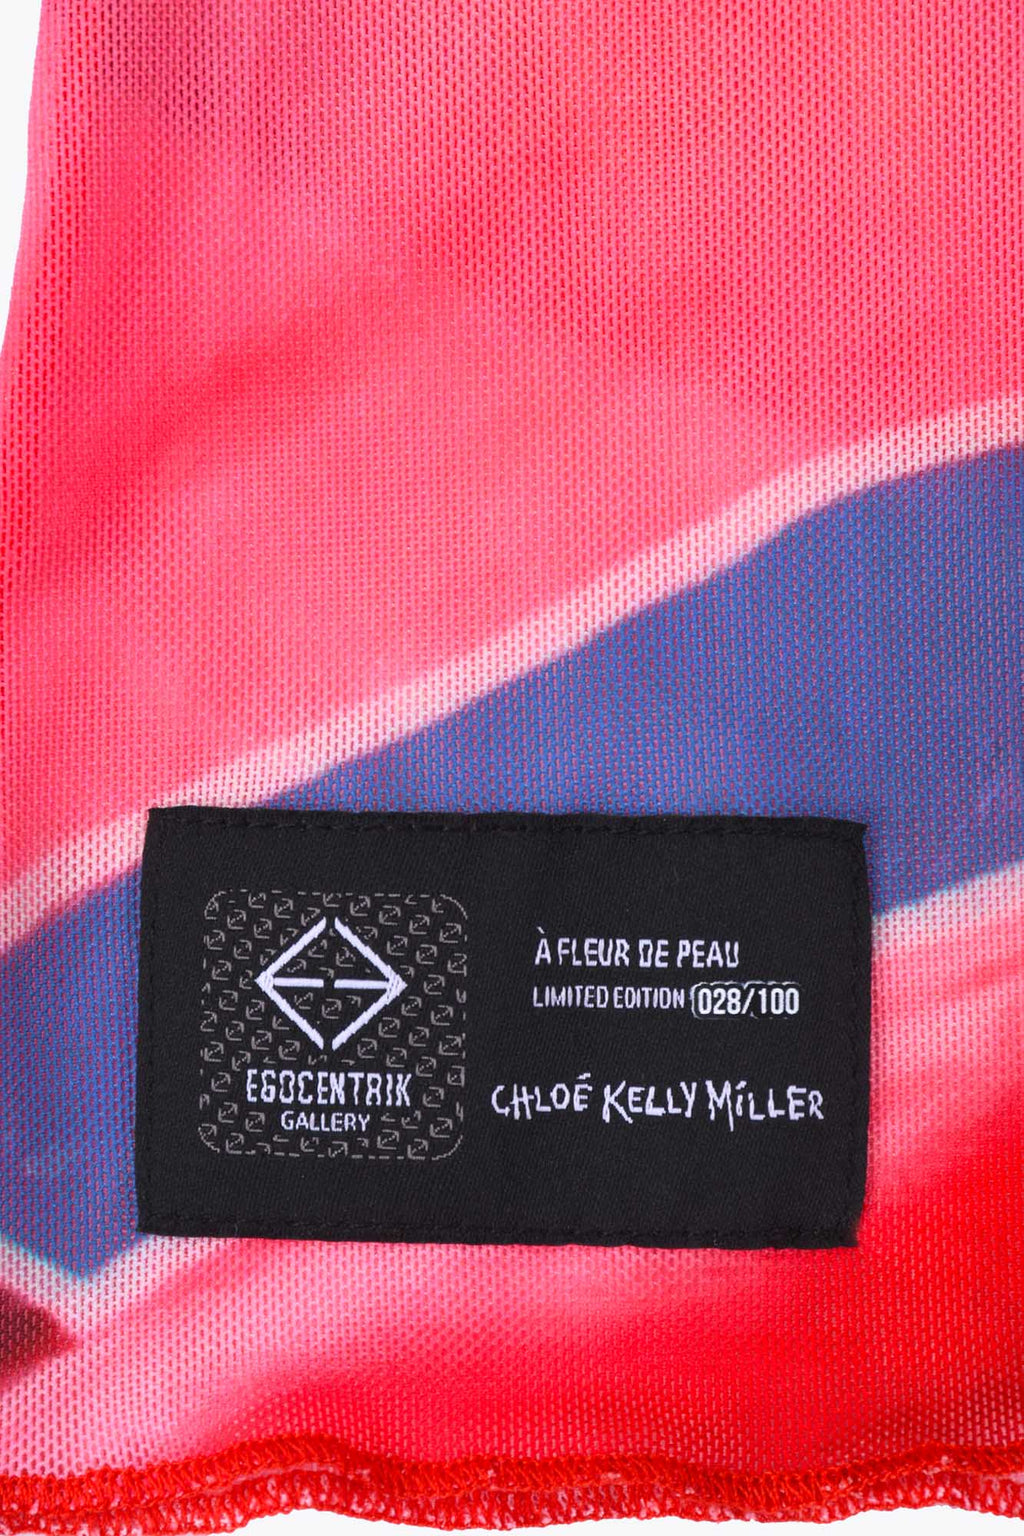 EGOCENTRIK
GALLERY
À FLEUR DE PEAU
LIMITED EDITION 028/100
CHLOÉ KELLY MILLER